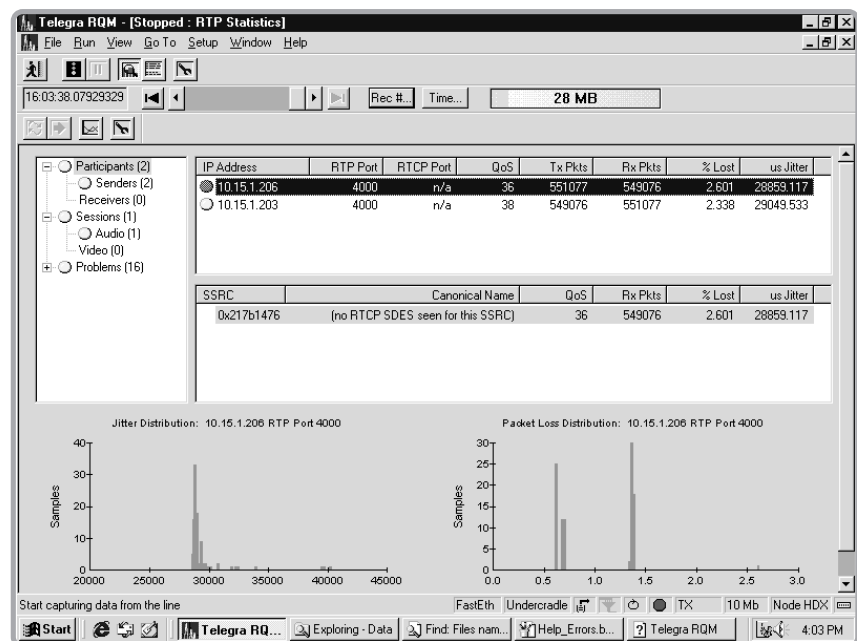 Telegra RQM - [Stopped : RTP Statistics]
File Run View Go To Setup Window Help
16:03:38.07929329 Rec #... Time... 28 MB
Participants (2)
Senders (2)
Receivers (0)
Sessions (1)
Audio (1)
Video (0)
Problems (16)
IP Address RTP Port RTCP Port QoS Tx Pkts Rx Pkts % Lost us Jitter
10.15.1.206 4000 n/a 36 551077 549076 2.601 28859.117
10.15.1.203 4000 n/a 38 549076 551077 2.338 29049.533
SSRC Canonical Name QoS Rx Pkts % Lost us Jitter
0x217b1476 (no RTCP SDES seen for this SSRC) 36 549076 2.601 28859.117
Jitter Distribution: 10.15.1.206 RTP Port 4000
40
30
20
10
0
Samples
20000 25000 30000 35000 40000 45000
Packet Loss Distribution: 10.15.1.206 RTP Port 4000
30
25
20
15
10
5
0
Samples
0.0 0.5 1.0 1.5 2.0 2.5 3.0
Start capturing data from the line FastEth Undercradle TX 10 Mb Node HDX
Start Telegra RQ... Exploring - Data Find: Files nam... Help_Errors.b... Telegra RQM 4:03 PM